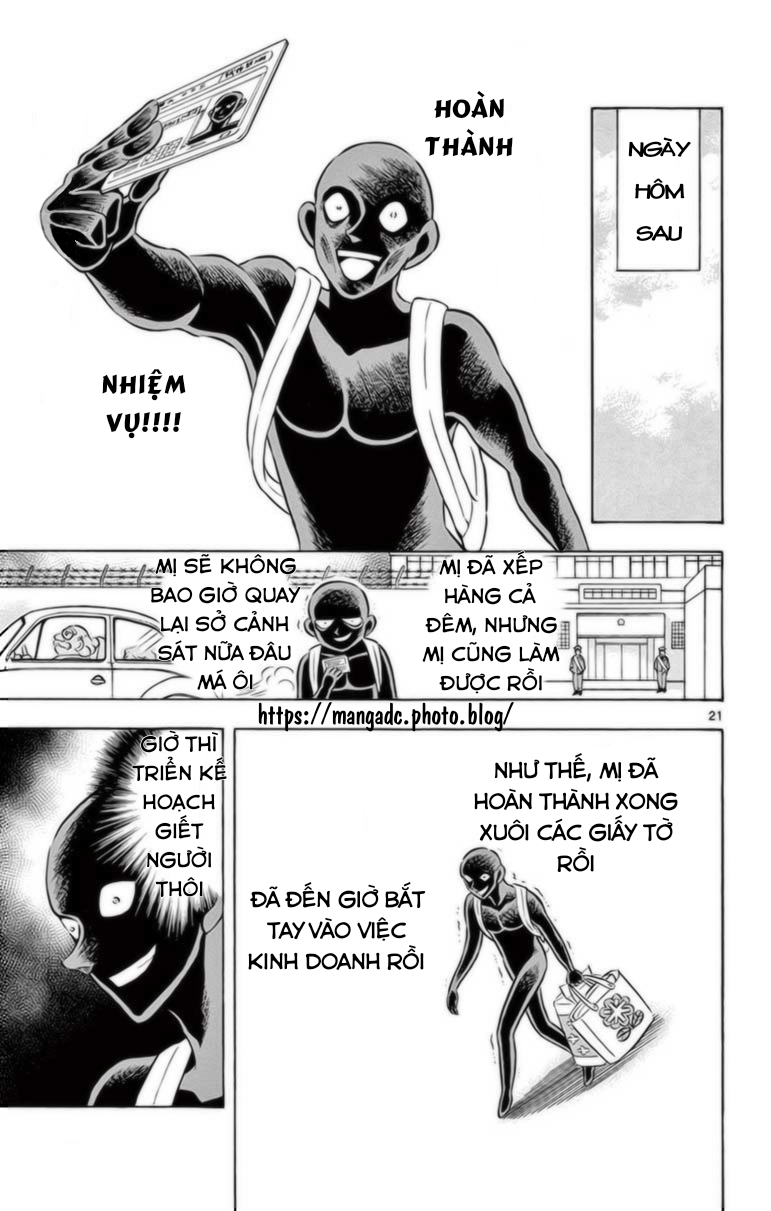 NGÀY
HÔM
SAU
HOÀN
THÀNH
NHIỆM
VỤ!!!!
MỊ ĐÃ XẾP
HÀNG CẢ
ĐÊM, NHƯNG
MỊ CŨNG LÀM
ĐƯỢC RỒI
MỊ SẼ KHÔNG
BAO GIỜ QUAY
LẠI SỞ CẢNH
SÁT NỮA ĐÂU
MÁ ÔI
https://mangadc.photo.blog/
21
NHƯ THẾ, MỊ ĐÃ
HOÀN THÀNH XONG
XUÔI CÁC GIẤY TỜ
RỒI
ĐÃ ĐẾN GIỜ BẮT
TAY VÀO VIỆC
KINH DOANH RỒI
GIỜ THÌ
TRIỂN KẾ
HOẠCH
GIẾT
NGƯỜI
THÔI